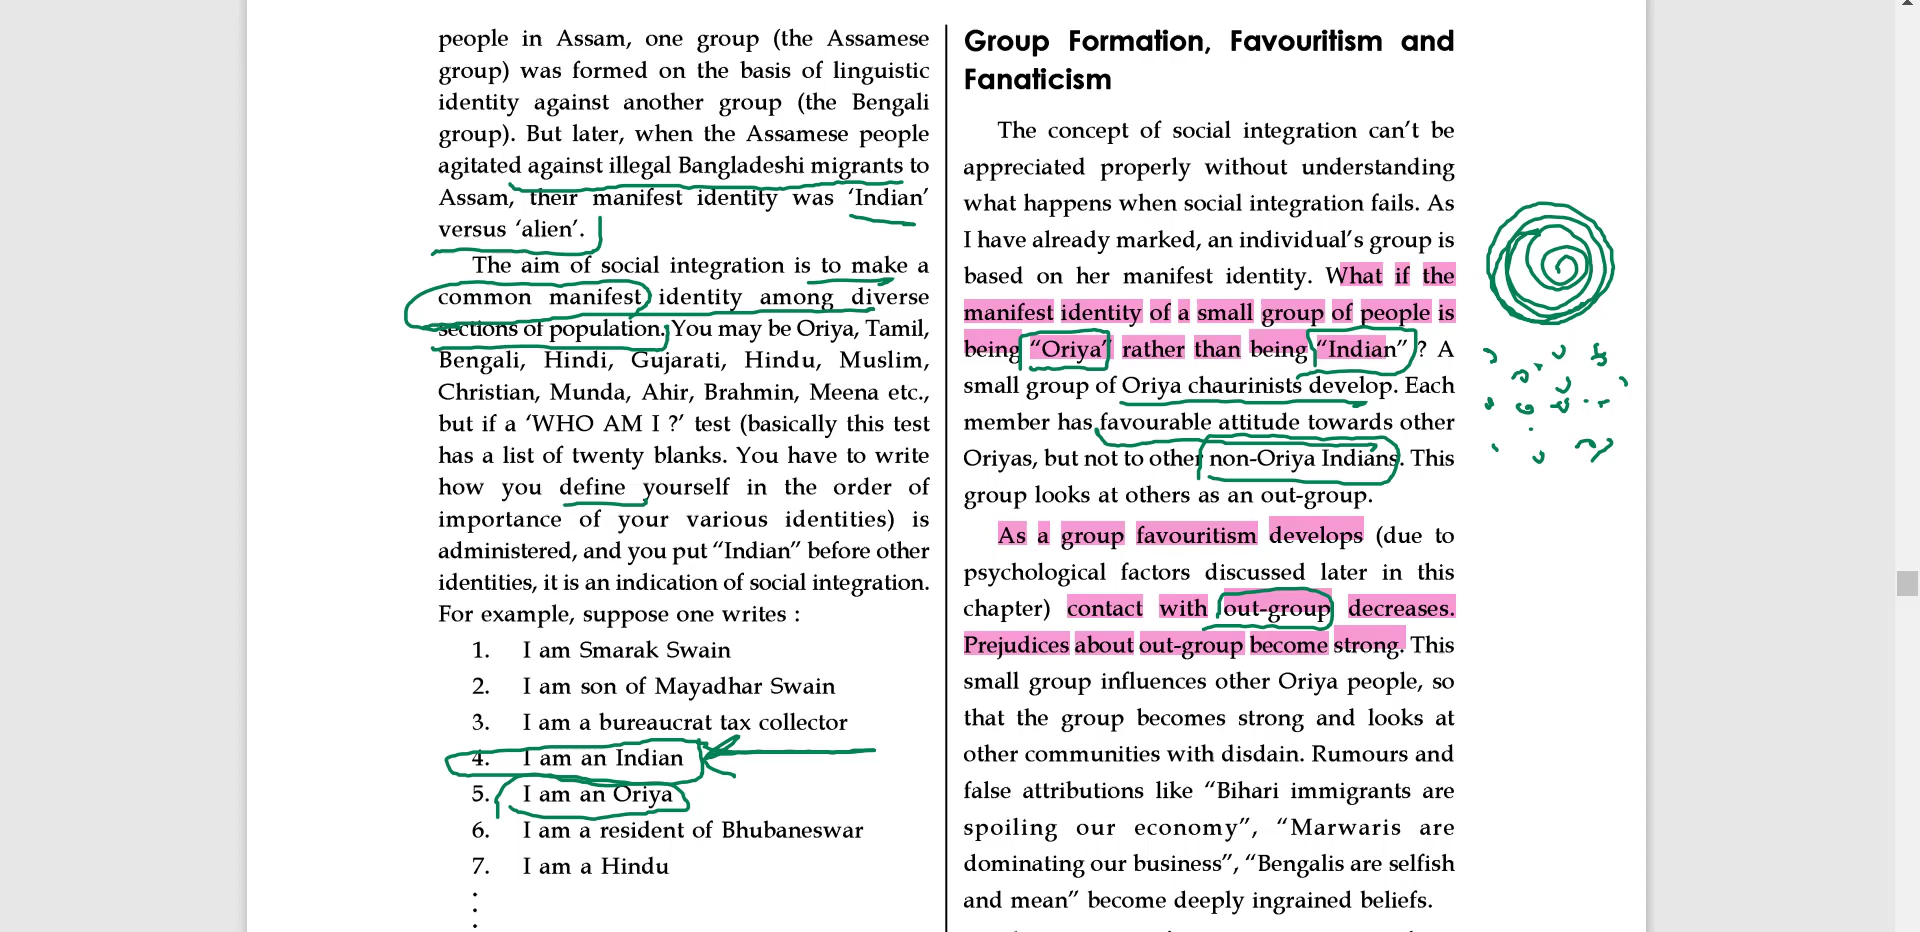 people in Assam, one group (the Assamese
group) was formed on the basis of linguistic
identity against another group (the Bengali
group). But later, when the Assamese people
agitated against illegal Bangladeshi migrants to
Assam, their manifest identity was ‘Indian’
versus ‘alien’.
The aim of social integration is to make a
common manifest identity among diverse
sections of population. You may be Oriya, Tamil,
Bengali, Hindi, Gujarati, Hindu, Muslim,
Christian, Munda, Ahir, Brahmin, Meena etc.,
but if a ‘WHO AM I ?’ test (basically this test
has a list of twenty blanks. You have to write
how you define yourself in the order of
importance of your various identities) is
administered, and you put “Indian” before other
identities, it is an indication of social integration.
For example, suppose one writes :
1. I am Smarak Swain
2. I am son of Mayadhar Swain
3. I am a bureaucrat tax collector
4. I am an Indian
5. I am an Oriya
6. I am a resident of Bhubaneswar
7. I am a Hindu
Group Formation, Favouritism and
Fanaticism
The concept of social integration can’t be
appreciated properly without understanding
what happens when social integration fails. As
I have already marked, an individual’s group is
based on her manifest identity. What if the
manifest identity of a small group of people is
being “Oriya” rather than being “Indian” ? A
small group of Oriya chaurinists develop. Each
member has favourable attitude towards other
Oriyas, but not to other non-Oriya Indians. This
group looks at others as an out-group.
As a group favouritism develops (due to
psychological factors discussed later in this
chapter) contact with out-group decreases.
Prejudices about out-group become strong. This
small group influences other Oriya people, so
that the group becomes strong and looks at
other communities with disdain. Rumours and
false attributions like “Bihari immigrants are
spoiling our economy”, “Marwaris are
dominating our business”, “Bengalis are selfish
and mean” become deeply ingrained beliefs.